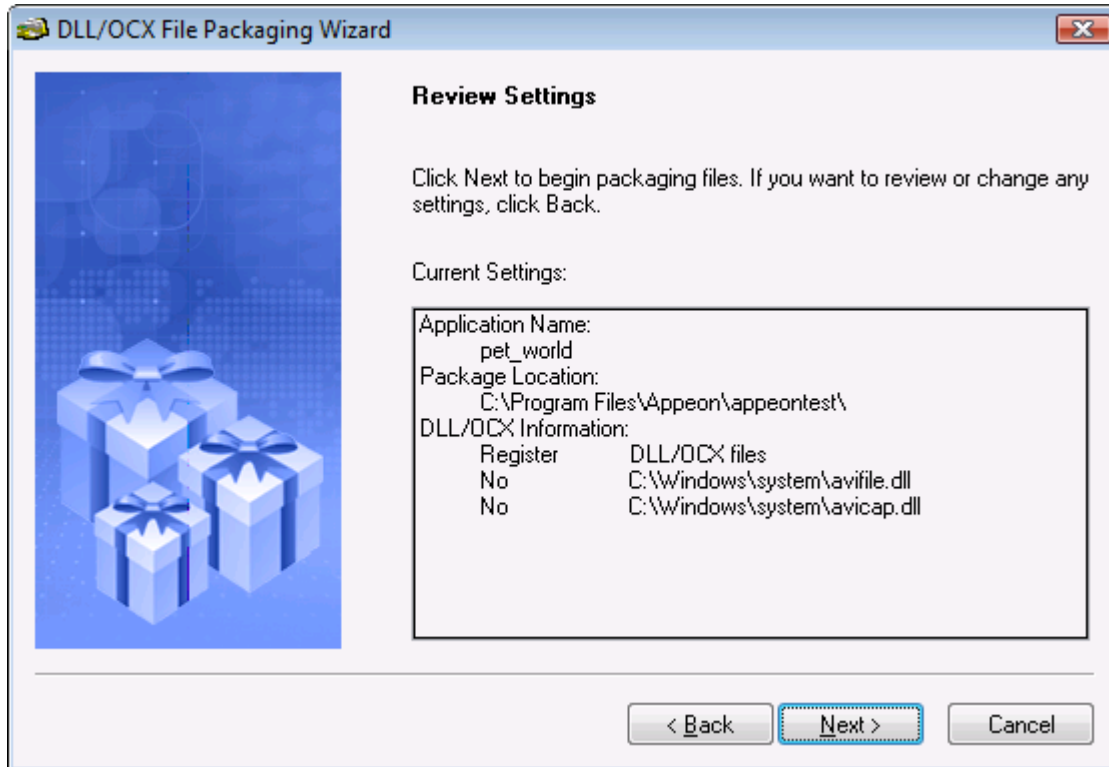 DLL/OCX File Packaging Wizard
Review Settings
Click Next to begin packaging files. If you want to review or change any
settings, click Back.
Current Settings:
Application Name:
pet_world
Package Location:
C:\Program Files\Appeon\appeontest\
DLL/OCX Information:
Register DLL/OCX files
No C:\Windows\system\avifile.dll
No C:\Windows\system\avicap.dll
< Back Next > Cancel